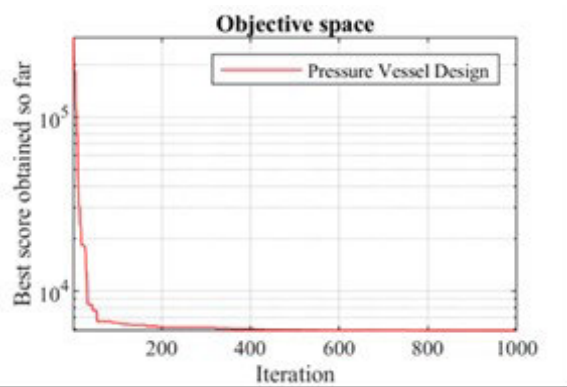 Objective space
Pressure Vessel Design
Best score obtained so far
10^5
10^4
200 400 600 800 1000
Iteration